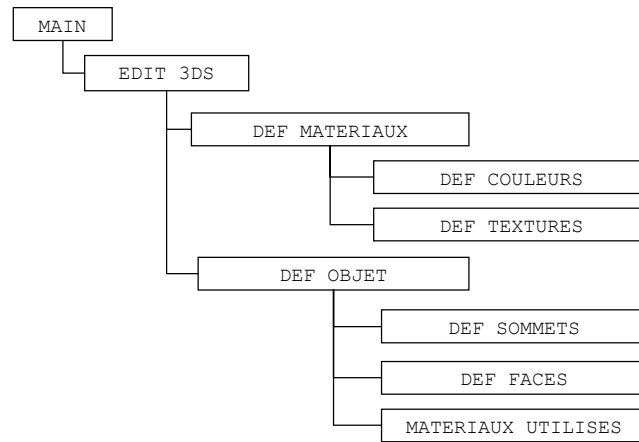 MAIN
EDIT 3DS
DEF MATERIAUX
DEF COULEURS
DEF TEXTURES
DEF OBJET
DEF SOMMETS
DEF FACES
MATERIAUX UTILISES